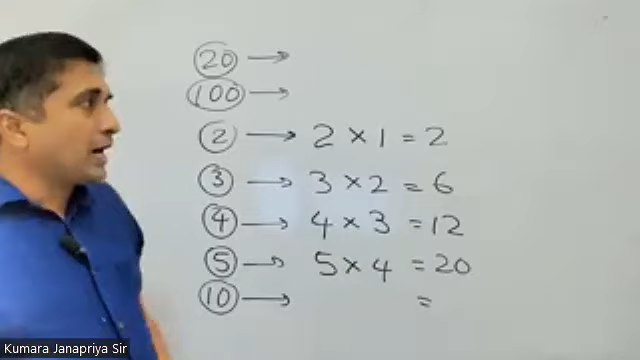 20 →
100 →
2 → 2 × 1 = 2
3 → 3 × 2 = 6
4 → 4 × 3 = 12
5 → 5 × 4 = 20
10 → =
Kumara Janapriya Sir